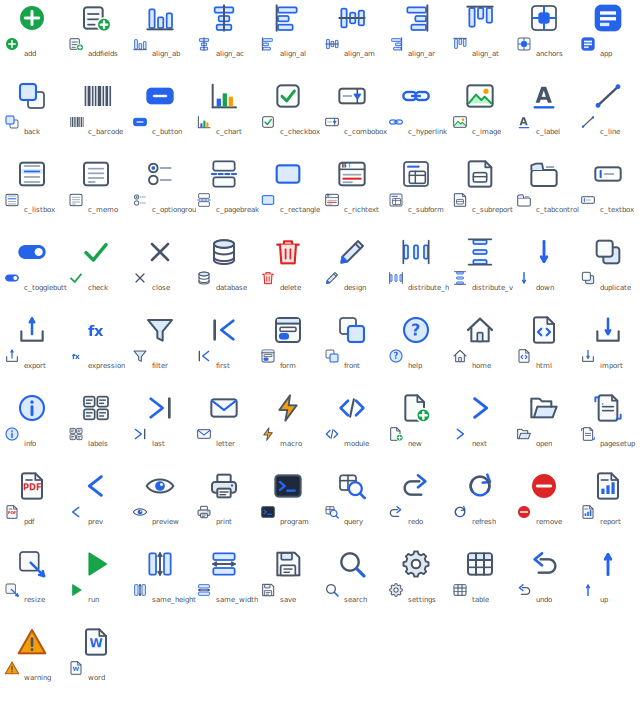 add addfields align_ab align_ac align_al align_am align_ar align_at anchors app
back c_barcode c_button c_chart c_checkbox c_combobox c_hyperlink c_image A c_label c_line
c_listbox c_memo c_optiongrou c_pagebreak c_rectangle c_richtext c_subform c_subreport c_tabcontrol c_textbox
c_togglebutt check close database delete design distribute_h distribute_v down duplicate
fx ?
export expression filter first form front help home html import
info labels last letter macro module new next open pagesetup
PDF
pdf prev preview print program query redo refresh remove report
resize run same_height same_width save search settings table undo up
W
warning word